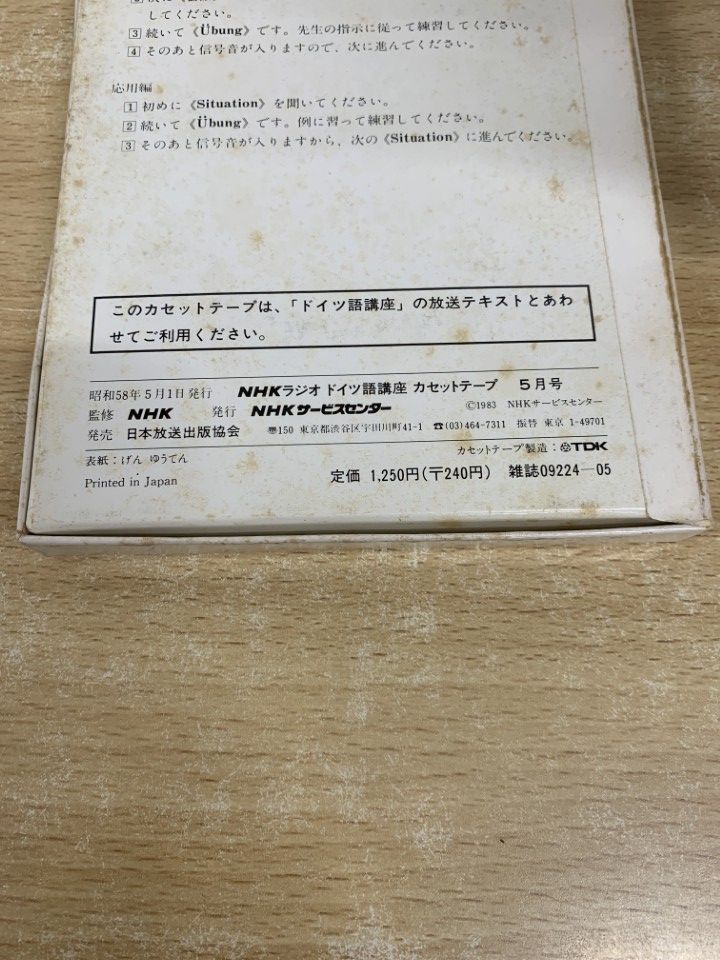 してください。
3 続いて《Übung》です。先生の指示に従って練習してください。
4 そのあと信号音が入りますので、次に進んでください。
応用編
1 初めに《Situation》を聞いてください。
2 続いて《Übung》です。例に習って練習してください。
3 そのあと信号音が入りますから、次の《Situation》に進んでください。
このカセットテープは、「ドイツ語講座」の放送テキストとあわ
せてご利用ください。
昭和58年5月1日発行 NHKラジオ ドイツ語講座 カセットテープ 5月号
監修 NHK 発行 NHKサービスセンター ©1983 NHKサービスセンター
発売 日本放送出版協会 〠150 東京都渋谷区宇田川町41-1 ☎(03)464-7311 振替 東京 1-49701
表紙：げん ゆうてん カセットテープ製造：TDK
Printed in Japan 定価 1,250円(〒240円) 雑誌09224—05